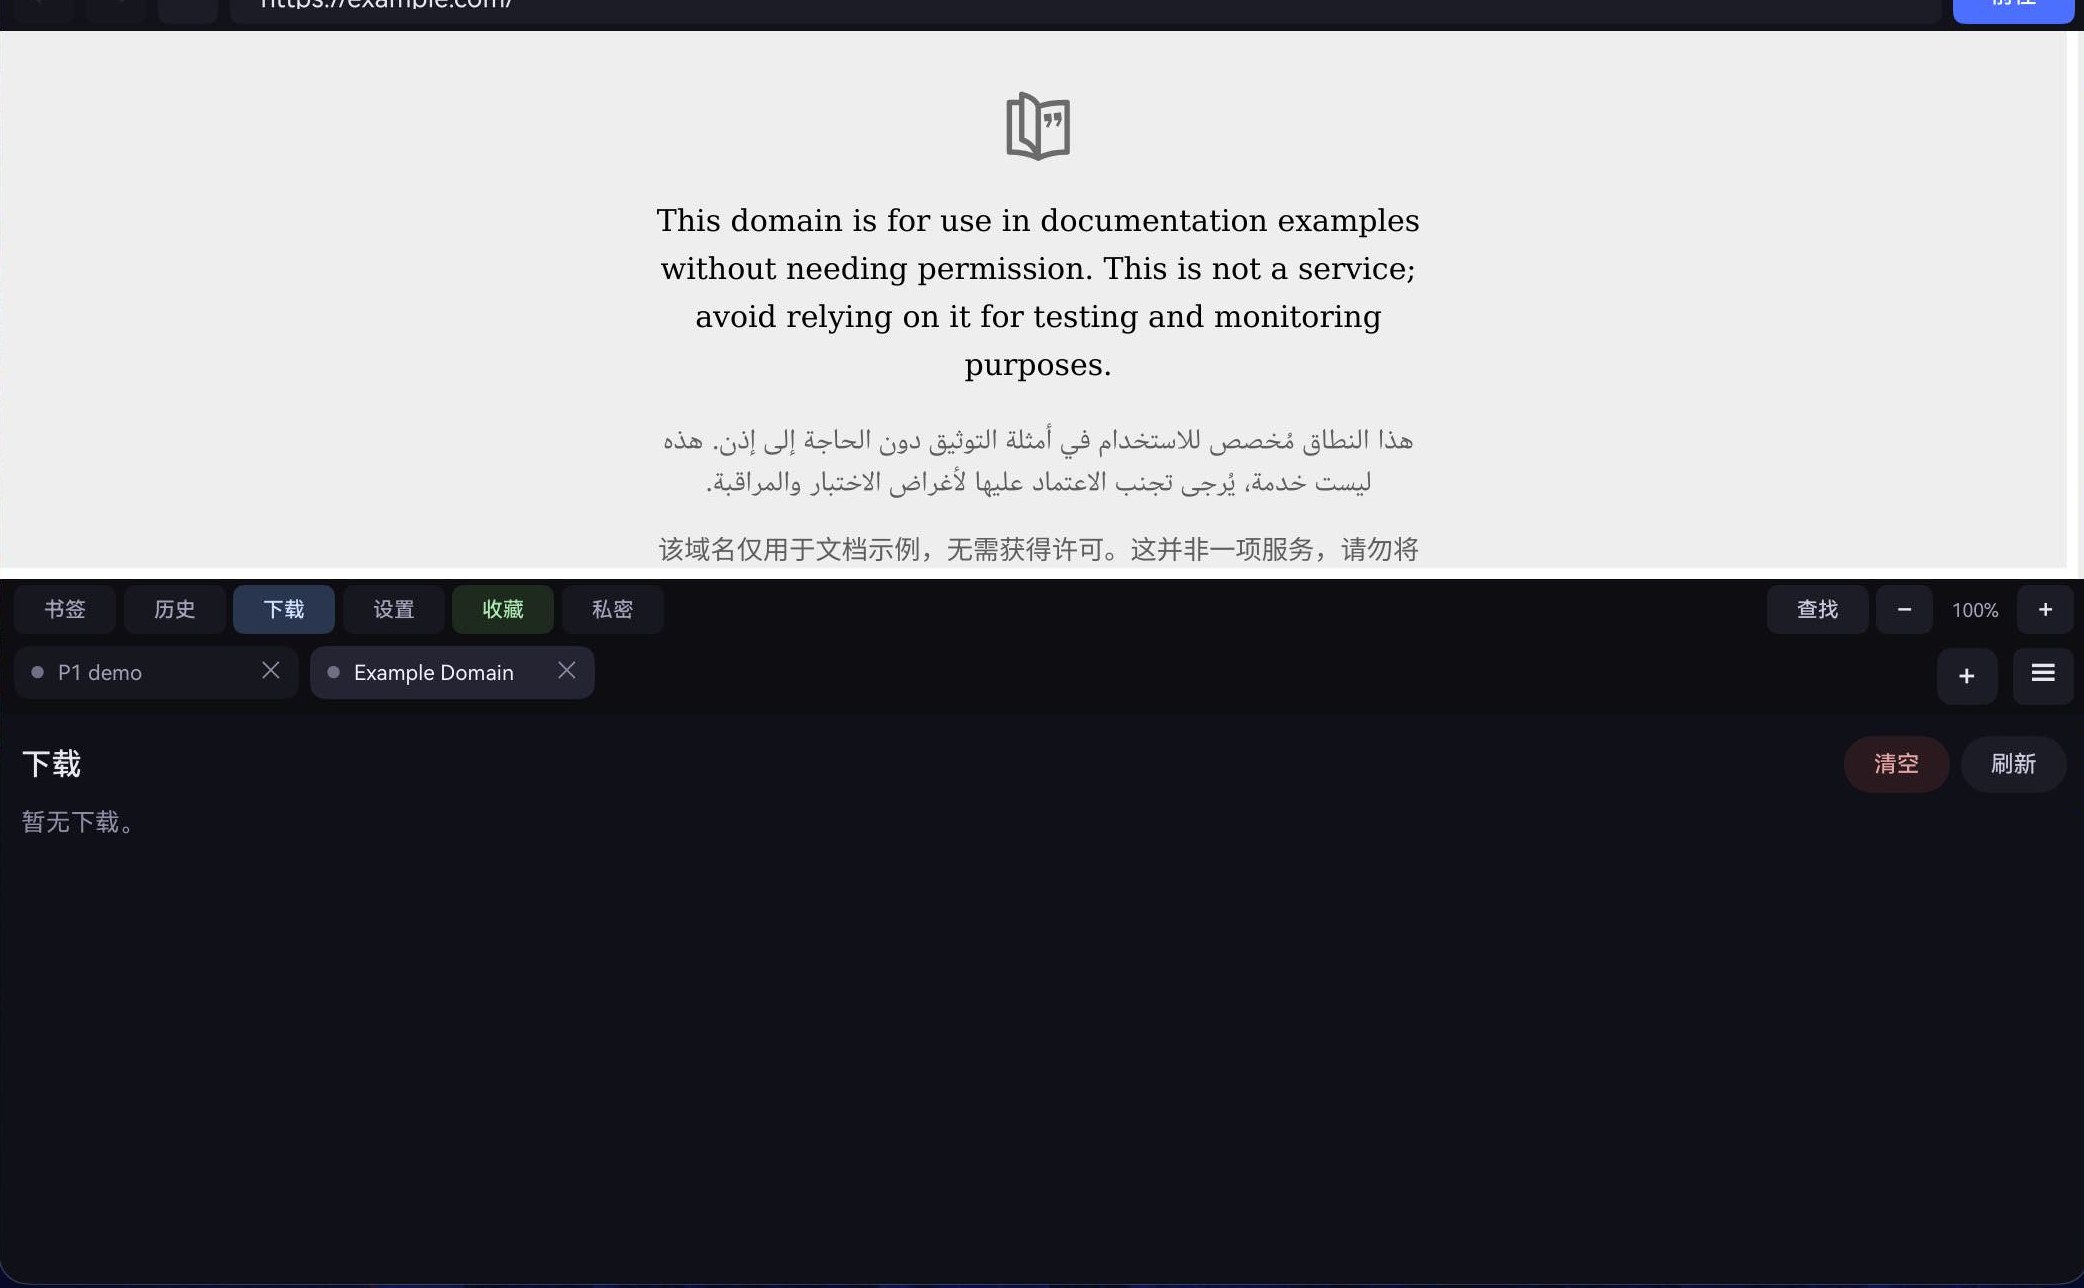 https://example.com/
前往
This domain is for use in documentation examples
without needing permission. This is not a service;
avoid relying on it for testing and monitoring
purposes.
هذا النطاق مُخصص للاستخدام في أمثلة التوثيق دون الحاجة إلى إذن. هذه
ليست خدمة، يُرجى تجنب الاعتماد عليها لأغراض الاختبار والمراقبة.
该域名仅用于文档示例，无需获得许可。这并非一项服务，请勿将
书签 历史 下载 设置 收藏 私密 查找 − 100% +
P1 demo Example Domain +
下载 清空 刷新
暂无下载。